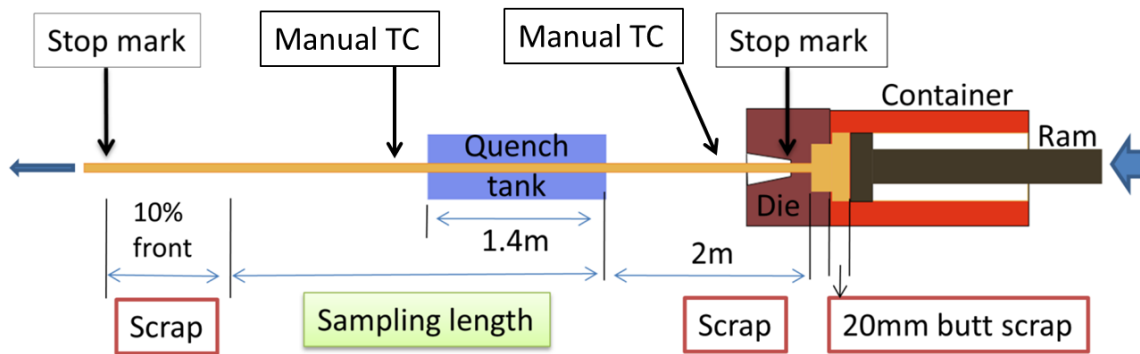 Stop mark
Manual TC
Manual TC
Stop mark
Container
Ram
Quench
tank
Die
10%
front
1.4m
2m
Scrap
Sampling length
Scrap
20mm butt scrap